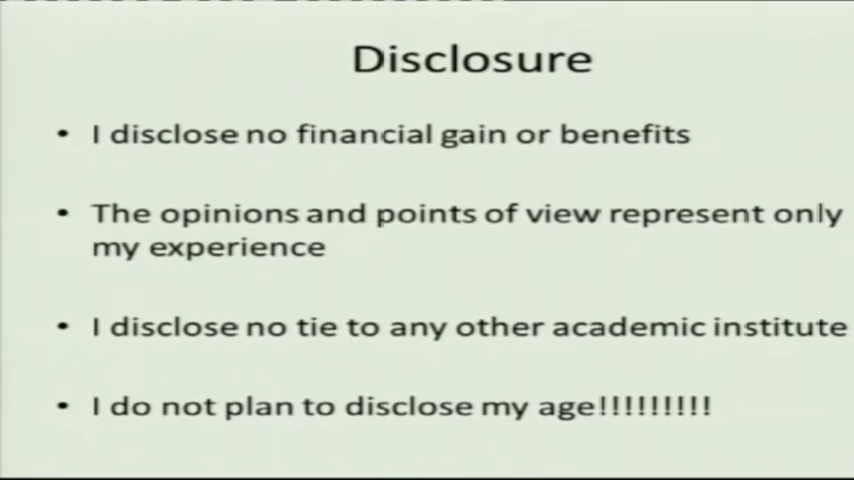 Disclosure
• I disclose no financial gain or benefits
• The opinions and points of view represent only
my experience
• I disclose no tie to any other academic institute
• I do not plan to disclose my age!!!!!!!!!